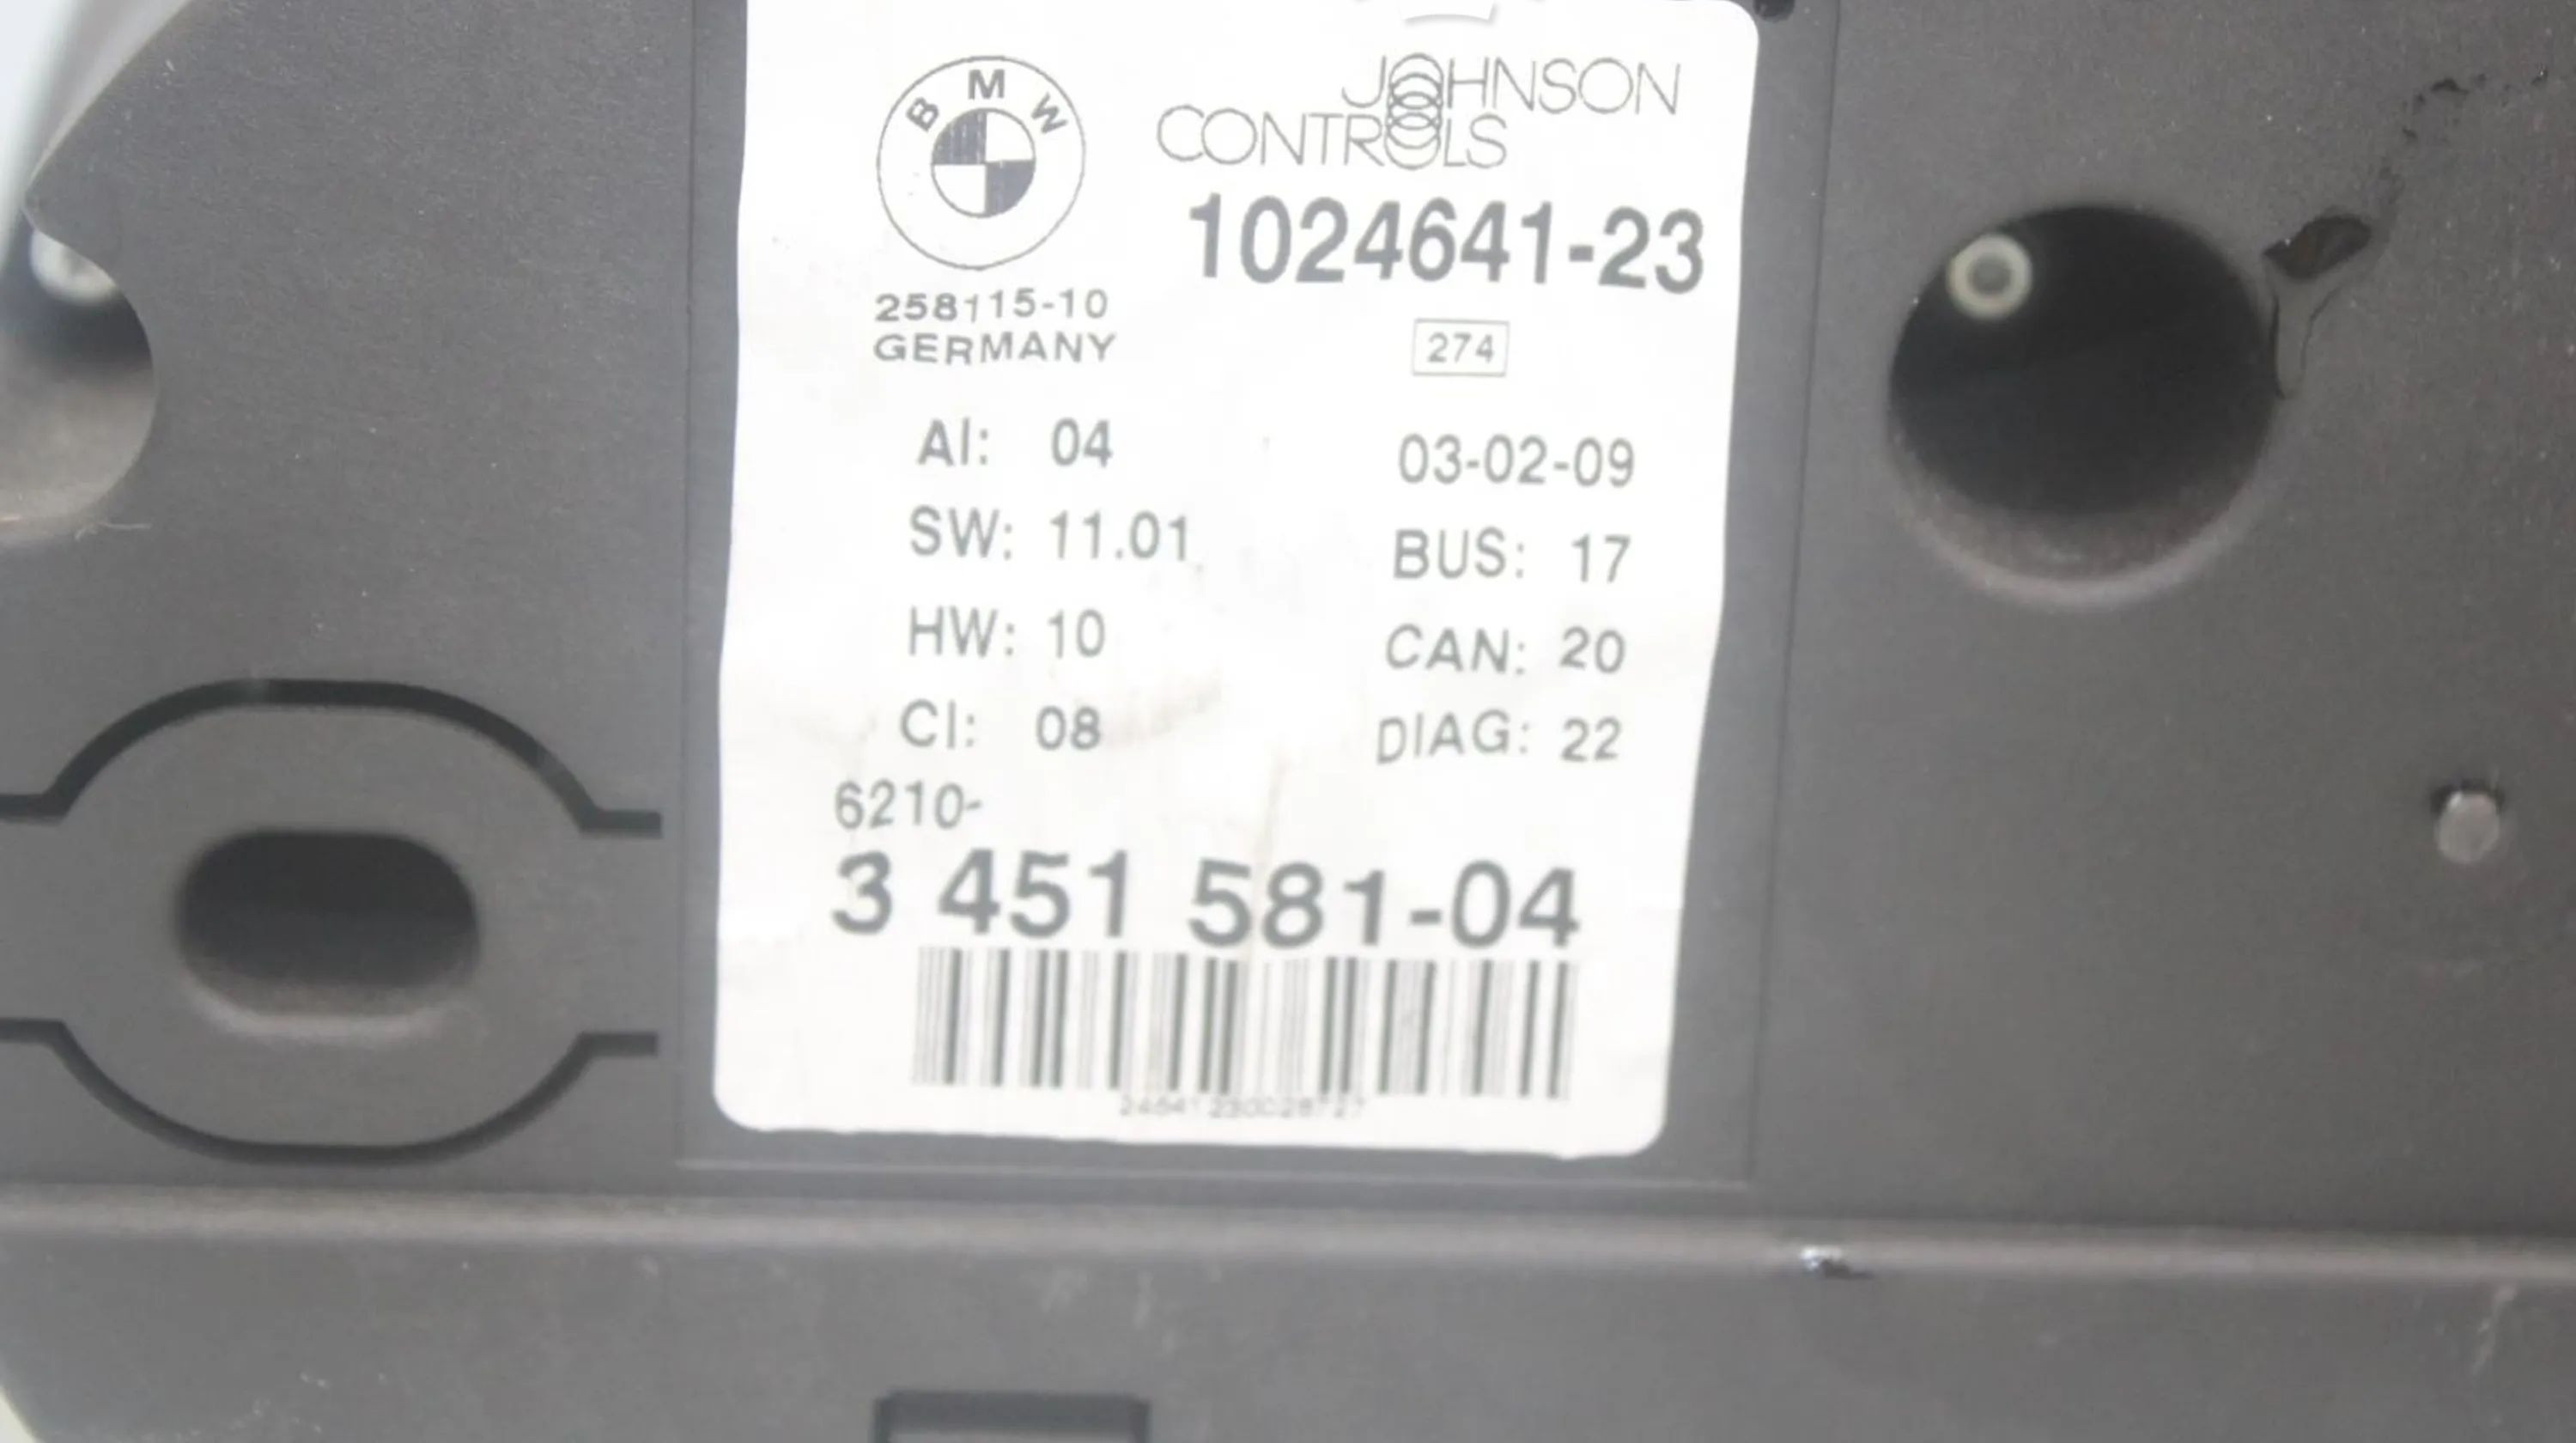 BMW
JOHNSON
CONTROLS
1024641-23
258115-10
GERMANY
274
AI: 04
03-02-09
SW: 11.01
BUS: 17
HW: 10
CAN: 20
CI: 08
DIAG: 22
6210-
3 451 581-04